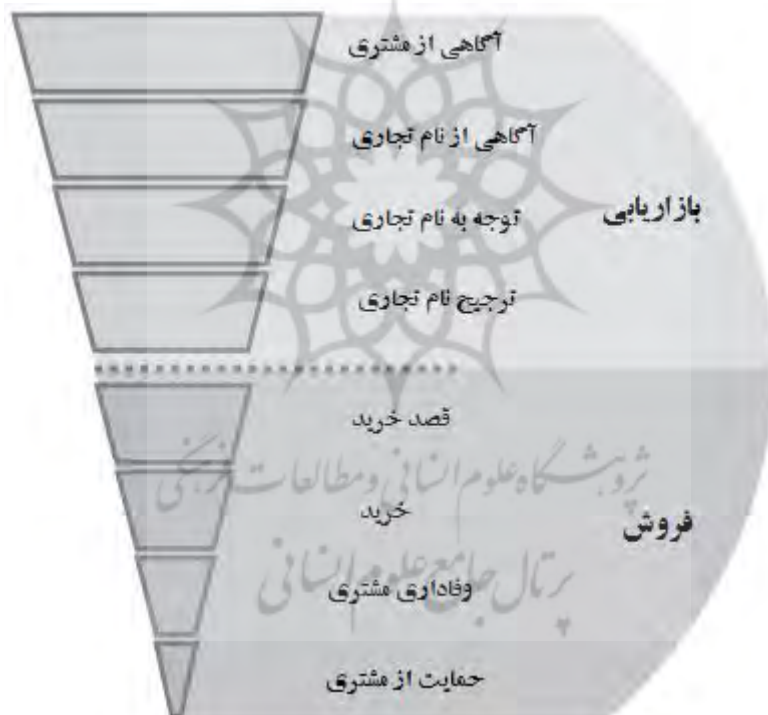 آگاهی از مشتری
آگاهی از نام تجاری
توجه به نام تجاری
بازاریابی
ترجیح نام تجاری
قصد خرید
پژوهشگاه علوم انسانی و مطالعات فرهنگی
خرید
فروش
پرتال جامع علوم انسانی
وفاداری مشتری
حمایت از مشتری